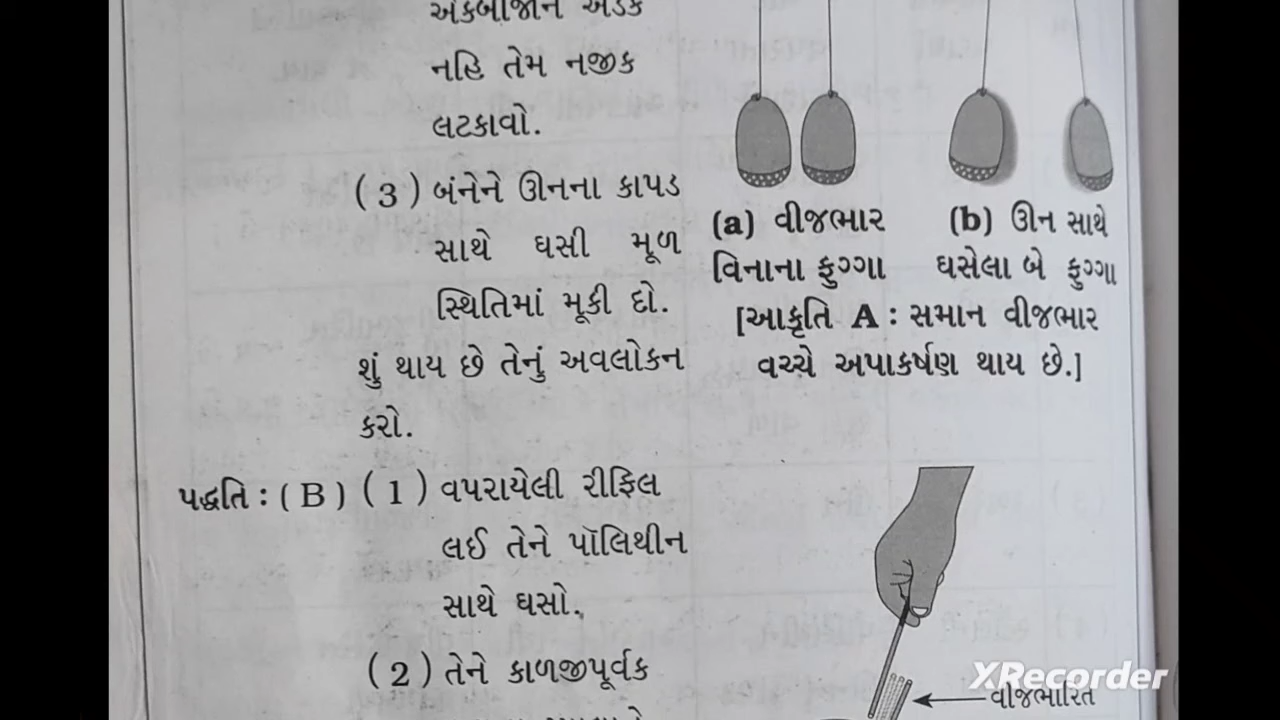 નહિ તેમ નજીક
લટકાવો.
(3) બંનેને ઊનના કાપડ
સાથે ઘસી મૂળ
સ્થિતિમાં મૂકી દો.
શું થાય છે તેનું અવલોકન
કરો.
(a) વીજભાર
વિનાના ફુગ્ગા
(b) ઊન સાથે
ઘસેલા બે ફુગ્ગા
[આકૃતિ A : સમાન વીજભાર
વચ્ચે અપાકર્ષણ થાય છે.]
પદ્ધતિ : (B) (1) વપરાયેલી રીફિલ
લઈ તેને પૉલિથીન
સાથે ઘસો.
(2) તેને કાળજીપૂર્વક
વીજભારિત
XRecorder